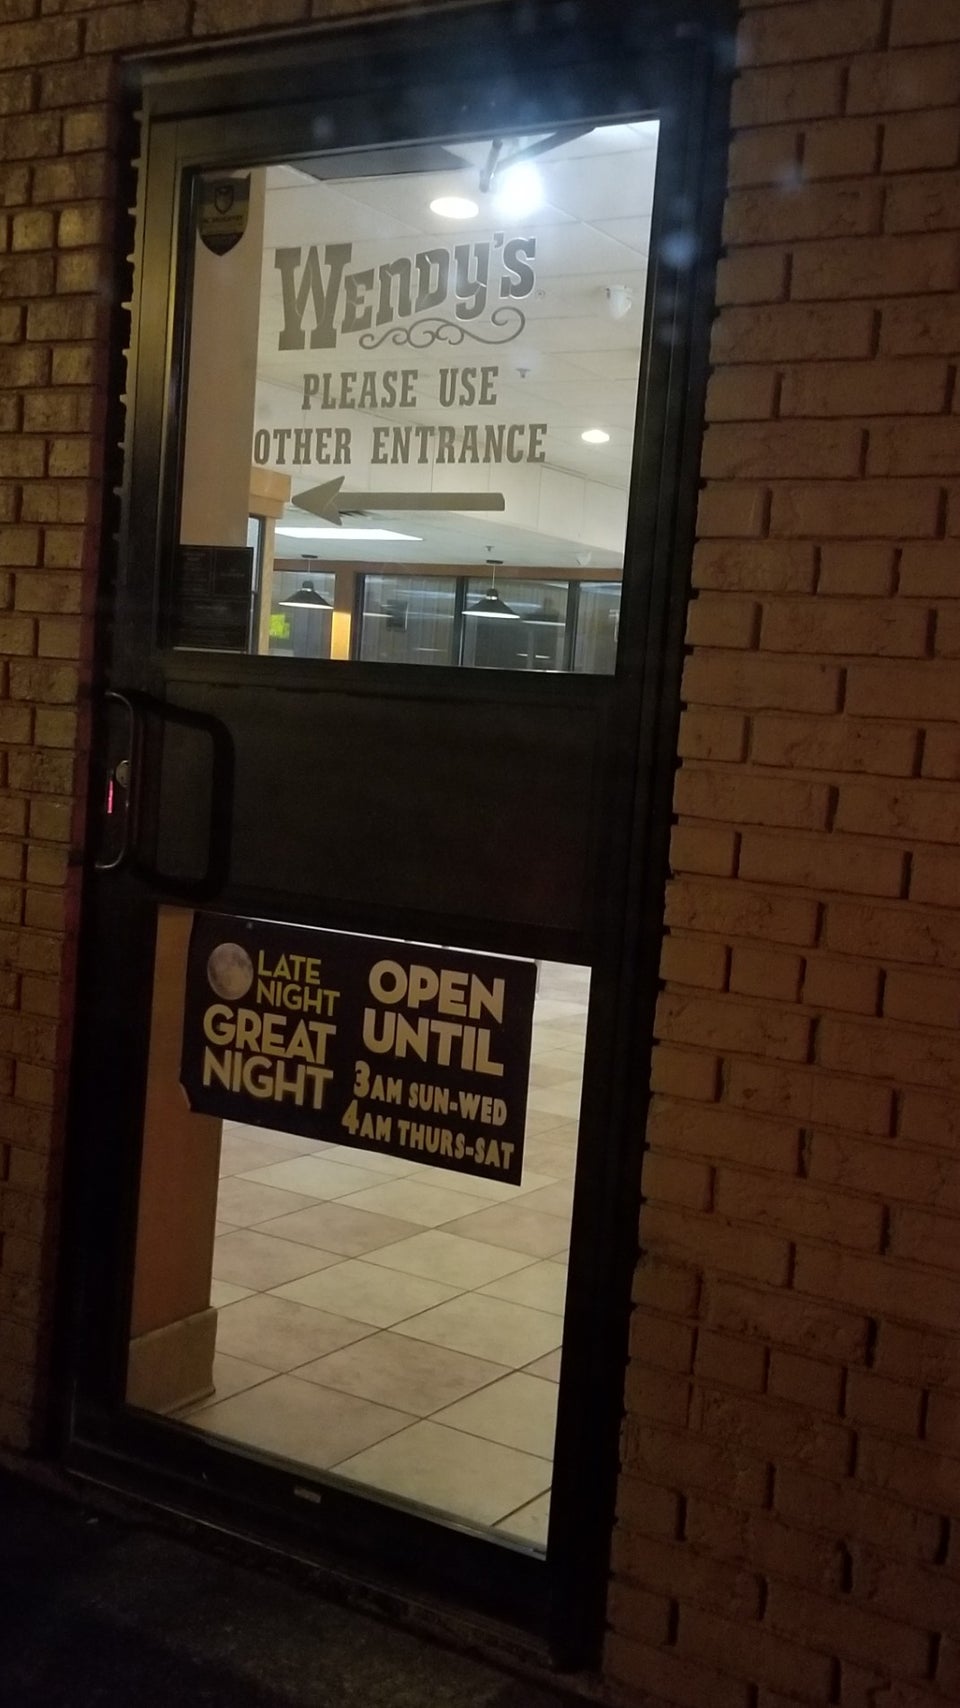 Wendy's
PLEASE USE
OTHER ENTRANCE
LATE
NIGHT
GREAT
NIGHT
OPEN
UNTIL
3AM SUN-WED
4AM THURS-SAT